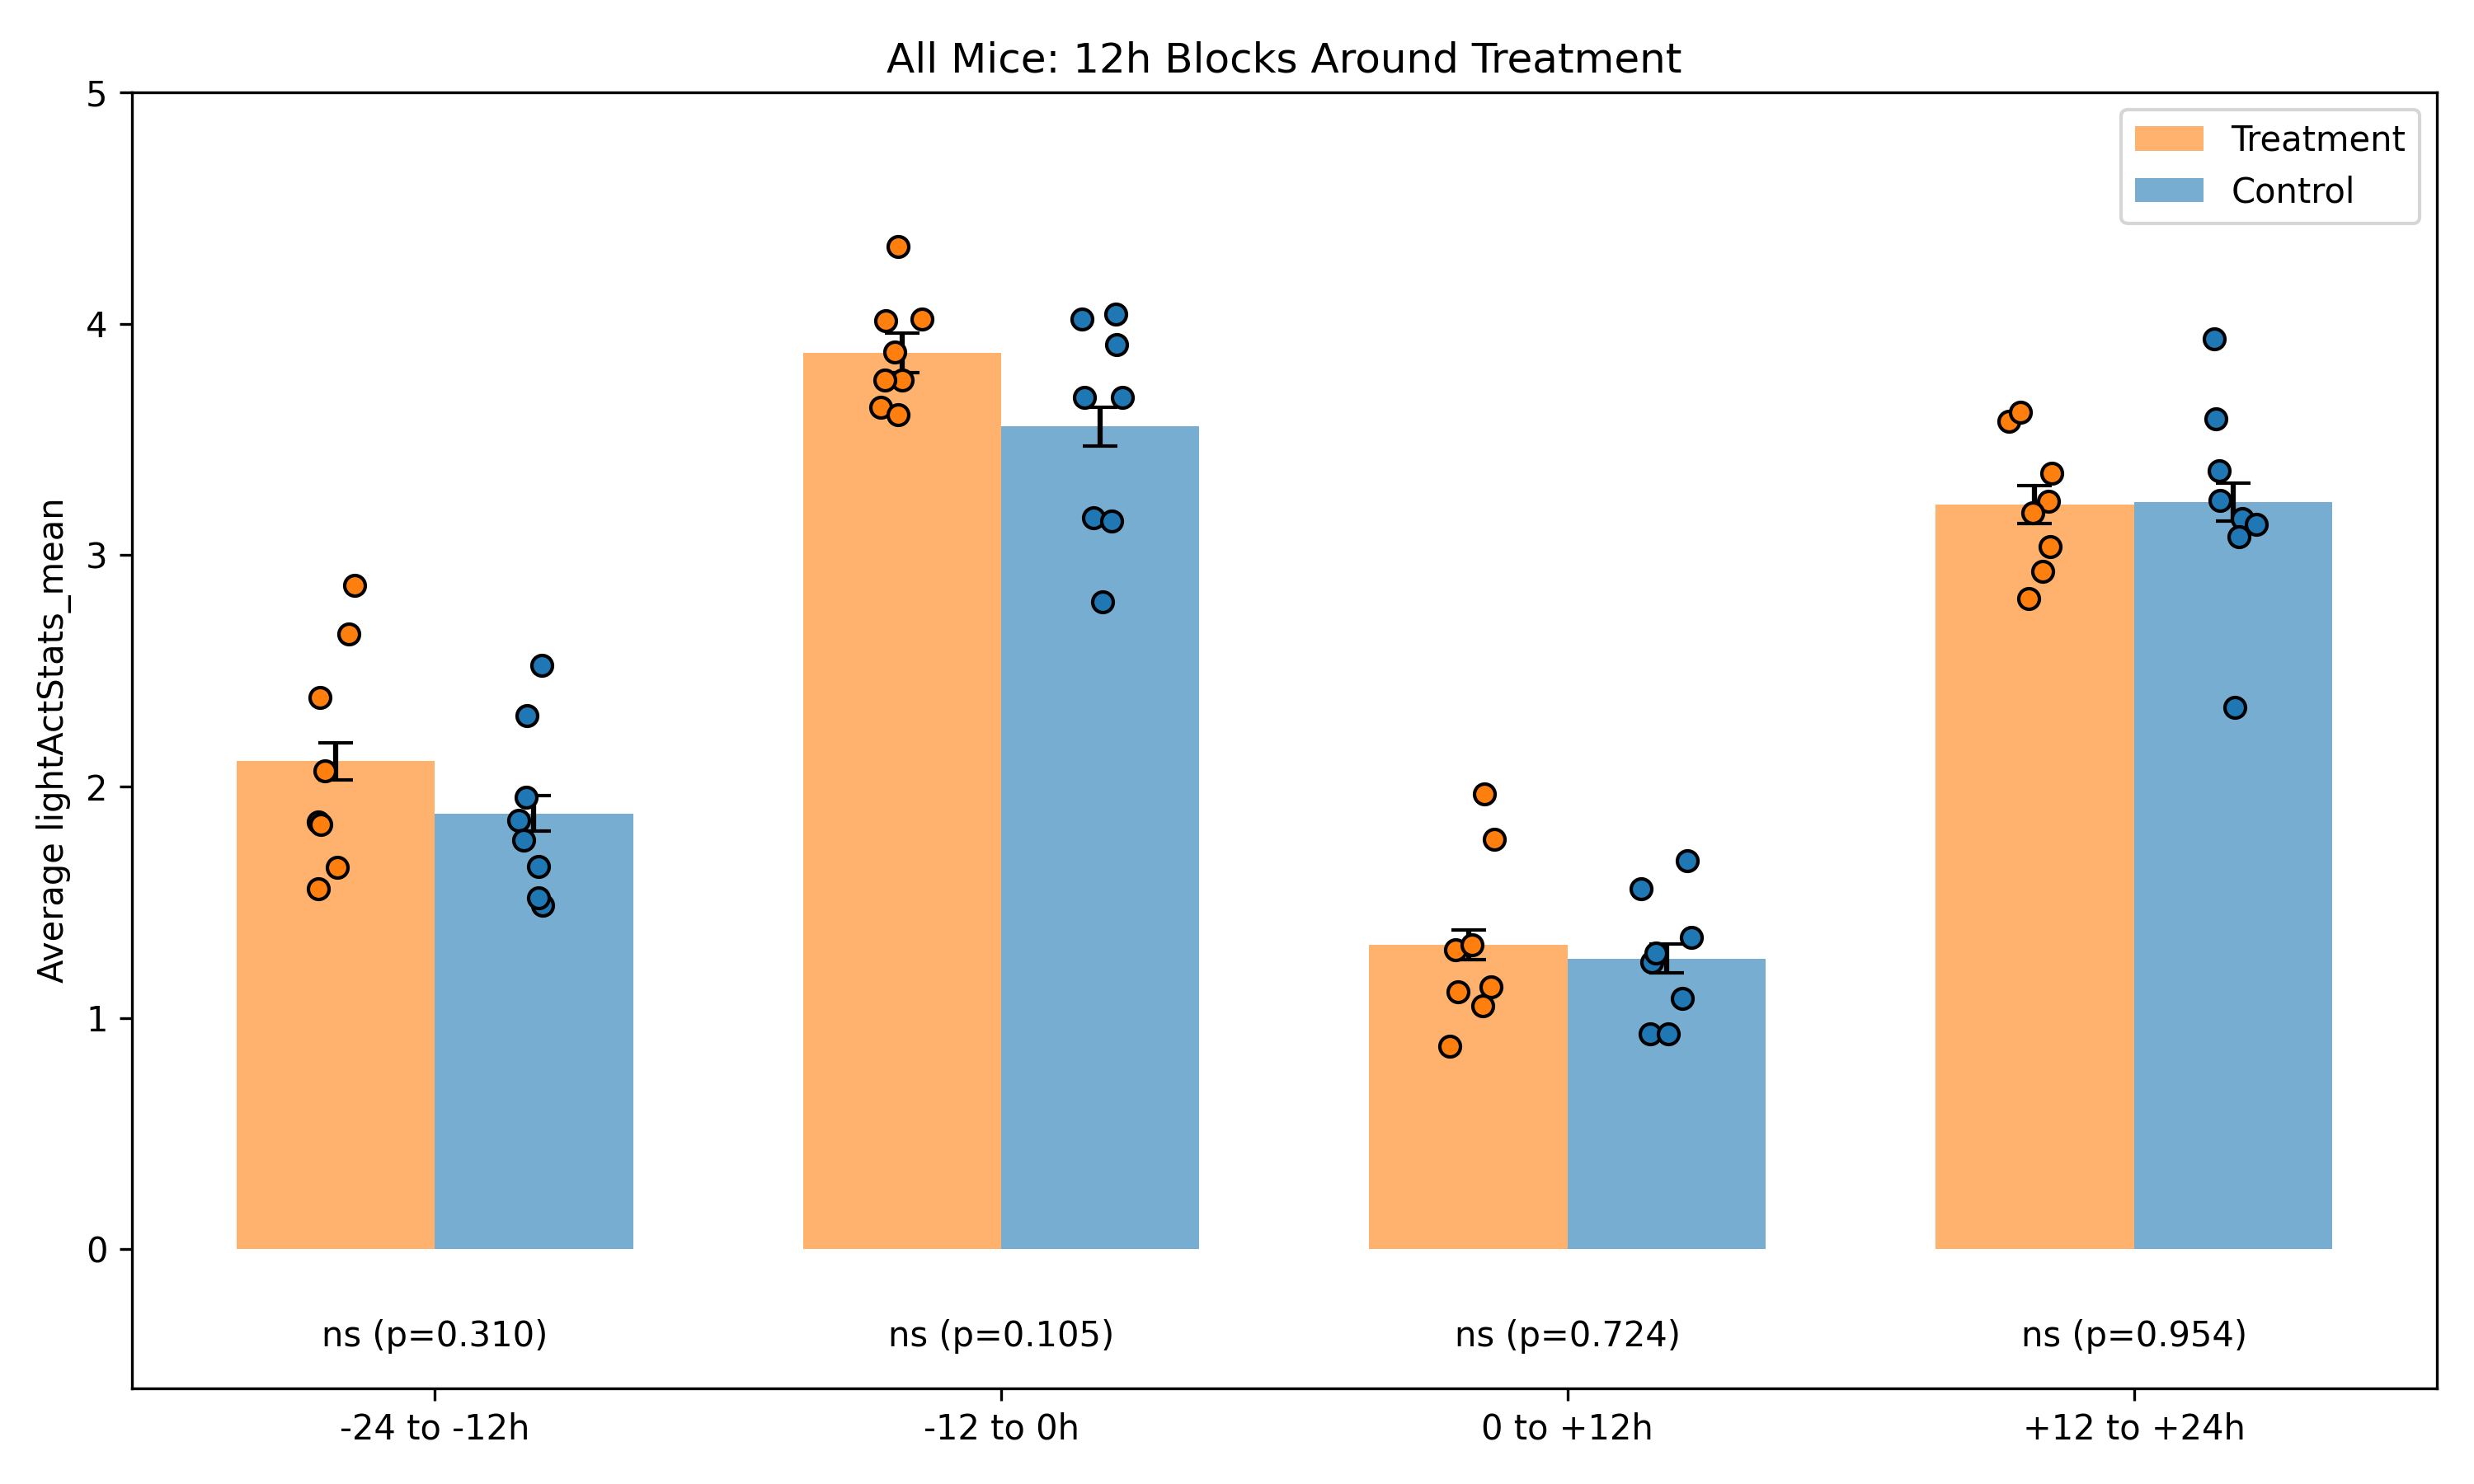 All Mice: 12h Blocks Around Treatment
Treatment
Control
Average lightActStats_mean
5
4
3
2
1
0
ns (p=0.310)
ns (p=0.105)
ns (p=0.724)
ns (p=0.954)
-24 to -12h
-12 to 0h
0 to +12h
+12 to +24h